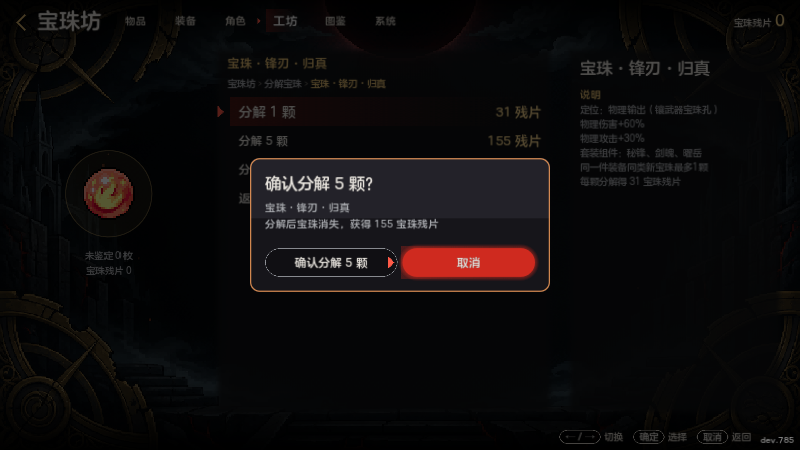 宝珠坊 物品 装备 角色 工坊 图鉴 系统 宝珠残片 0
宝珠·锋刃·归真
宝珠坊 · 分解宝珠 · 宝珠·锋刃·归真
分解 1 颗 31 残片
分解 5 颗 155 残片
分
返
未鉴定 0 枚
宝珠残片 0
确认分解 5 颗?
宝珠·锋刃·归真
分解后宝珠消失，获得 155 宝珠残片
确认分解 5 颗 取消
宝珠·锋刃·归真
说明
定位：物理输出（镶武器宝珠孔）
物理伤害+60%
物理攻击+30%
套装组件：秘锋、剑魄、曜岳
同一件装备同类新宝珠最多1颗
每颗分解得 31 宝珠残片
←/→ 切换 确定 选择 取消 返回 dev.785